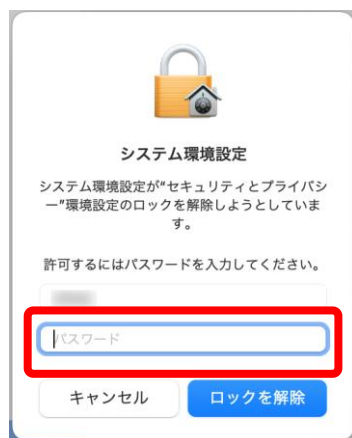 システム環境設定
システム環境設定が"セキュリティとプライバシ
ー"環境設定のロックを解除しようとしていま
す。
許可するにはパスワードを入力してください。
パスワード
キャンセル
ロックを解除